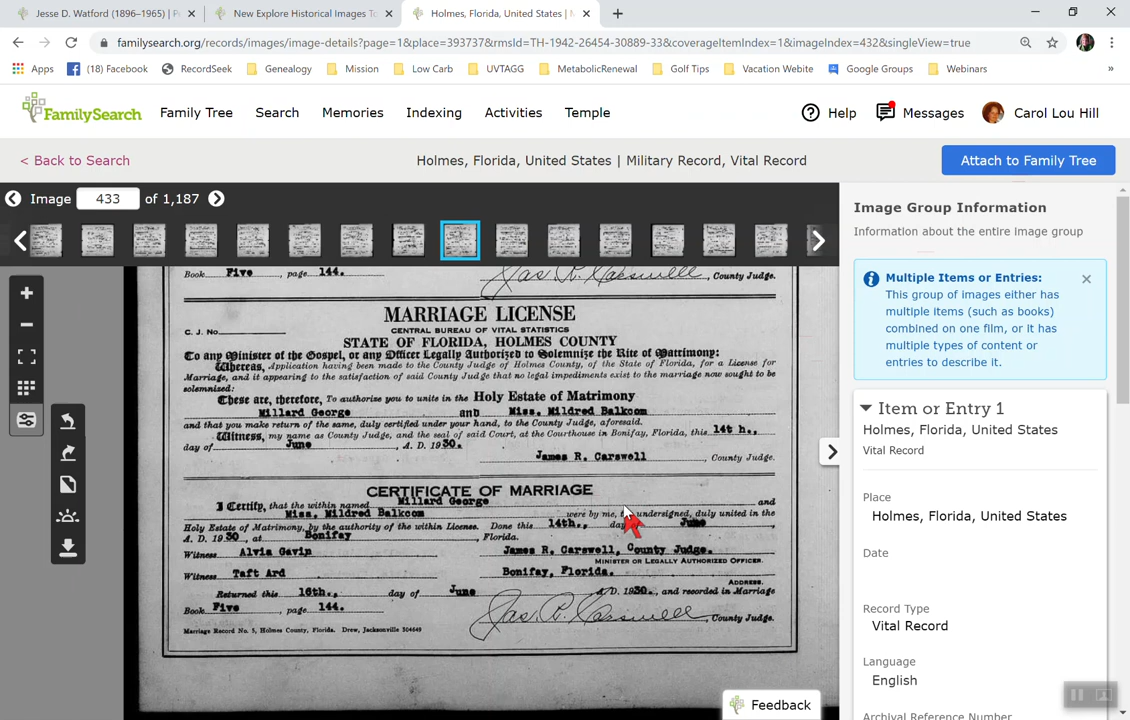 Jesse D. Watford (1896–1965) | P
New Explore Historical Images To
Holmes, Florida, United States | M
familysearch.org/records/images/image-details?page=1&place=393737&rmsId=TH-1942-26454-30889-33&coverageItemIndex=1&imageIndex=432&singleView=true
Apps (18) Facebook RecordSeek Genealogy Mission Low Carb UVTAGG MetabolicRenewal Golf Tips Vacation Webite Google Groups Webinars »
FamilySearch Family Tree Search Memories Indexing Activities Temple Help Messages Carol Lou Hill
< Back to Search Holmes, Florida, United States | Military Record, Vital Record Attach to Family Tree
Image 433 of 1,187
Book Five page 144. Jas. R. Carswell, County Judge.
MARRIAGE LICENSE
C. J. No.
CENTRAL BUREAU OF VITAL STATISTICS
STATE OF FLORIDA, HOLMES COUNTY
To any Minister of the Gospel, or any Officer Legally Authorized to Solemnize the Rite of Matrimony:
Whereas, Application having been made to the County Judge of Holmes County, of the State of Florida, for a License for
Marriage, and it appearing to the satisfaction of said County Judge that no legal impediments exist to the marriage now sought to be
solemnized:
These are, therefore, To authorize you to unite in the Holy Estate of Matrimony
Millard George and Miss. Mildred Balkcom
and that you make return of the same, duly certified under your hand, to the County Judge, aforesaid.
Witness, my name as County Judge, and the seal of said Court, at the Courthouse in Bonifay, Florida, this 14t h.,
day of June, A. D. 1930.
James R. Carswell, County Judge.
CERTIFICATE OF MARRIAGE
I Certify, that the within named Millard George and
Miss. Mildred Balkcom were by me, the undersigned, duly united in the
Holy Estate of Matrimony, by the authority of the within License. Done this 14th., day June
A. D. 1930, at Bonifay, Florida.
Witness Alvia Gavin James R. Carswell, County Judge.
MINISTER OR LEGALLY AUTHORIZED OFFICER.
Witness Taft Ard Bonifay, Florida.
ADDRESS.
Returned this 16th., day of June A. D. 1930., and recorded in Marriage
Book Five page 144. Jas. R. Carswell, County Judge.
Marriage Record No. 5, Holmes County, Florida. Drew, Jacksonville 304649
Image Group Information
Information about the entire image group
Multiple Items or Entries:
This group of images either has
multiple items (such as books)
combined on one film, or it has
multiple types of content or
entries to describe it.
Item or Entry 1
Holmes, Florida, United States
Vital Record
Place
Holmes, Florida, United States
Date
Record Type
Vital Record
Language
English
Archival Reference Number
Feedback